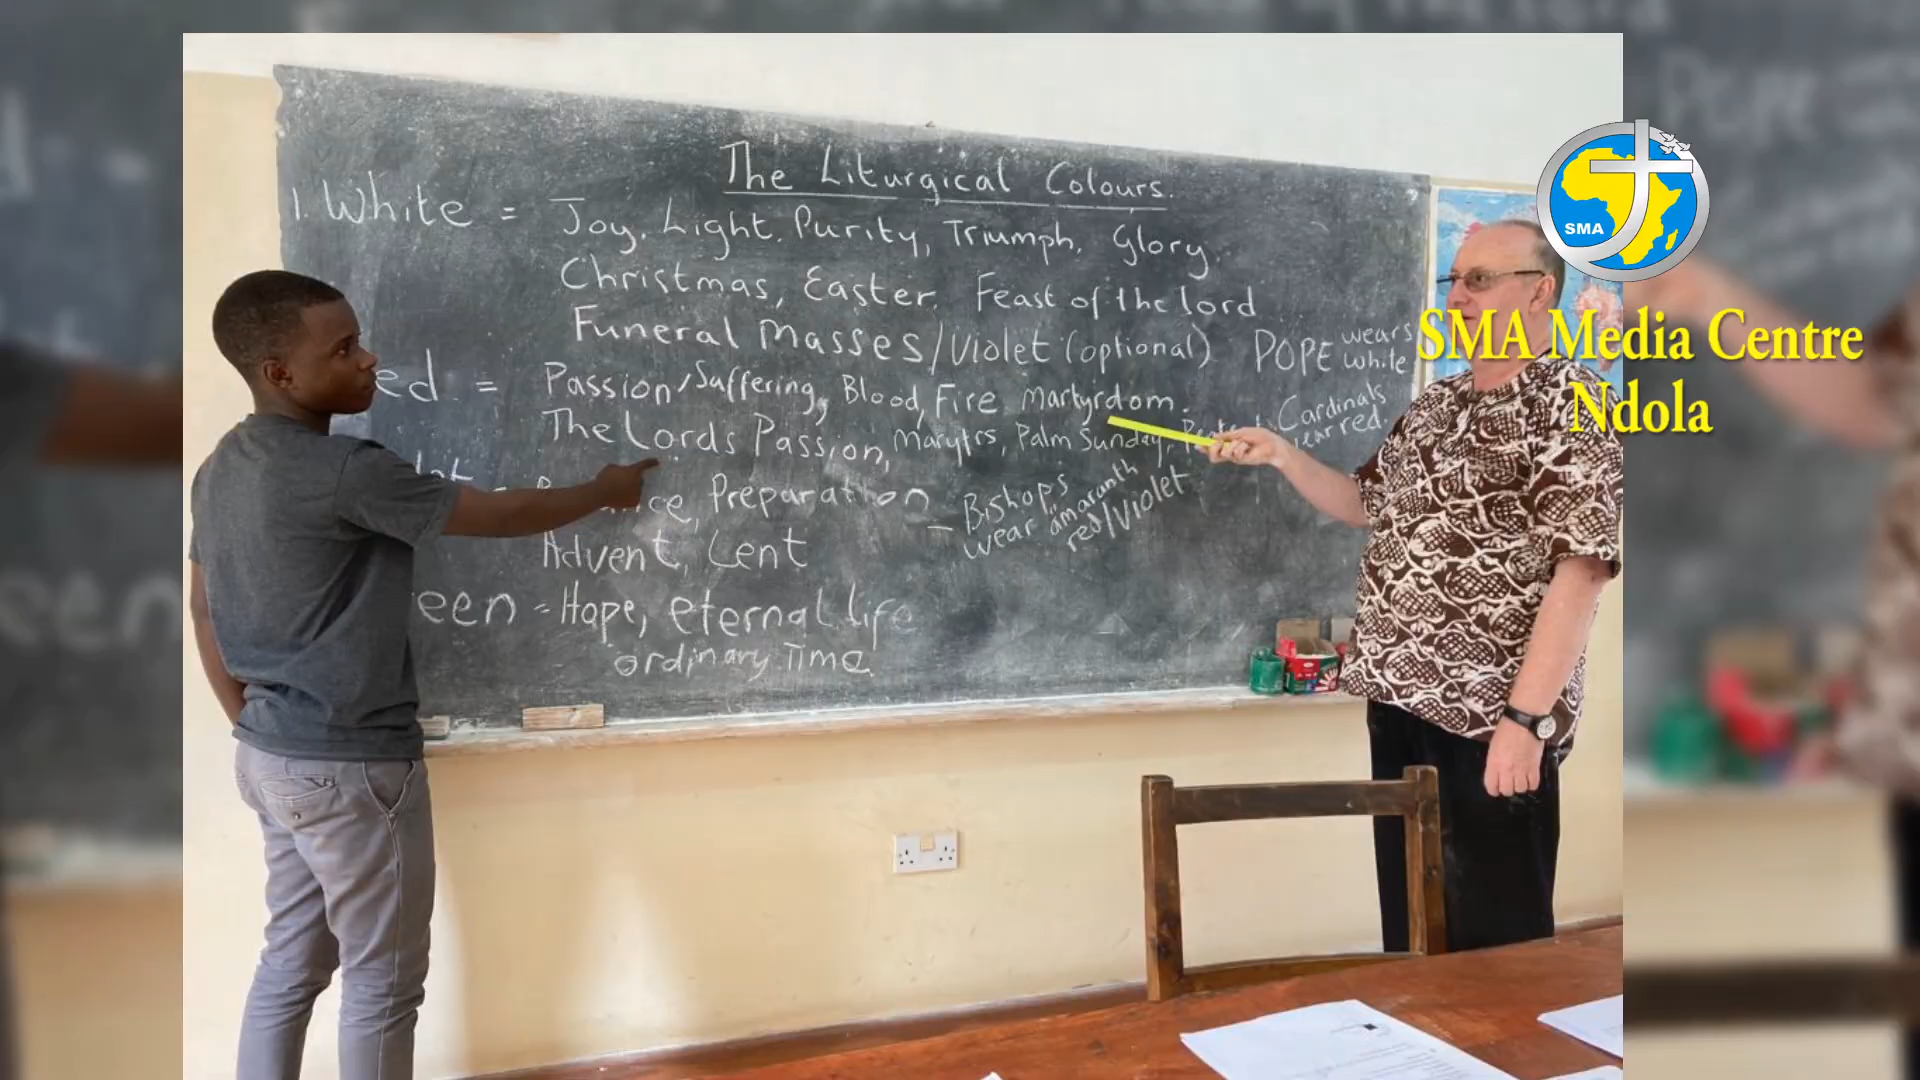 The Liturgical Colours.
1. White = Joy. Light. Purity, Triumph. Glory.
Christmas, Easter. Feast of the Lord
Funeral Masses/Violet (optional)
POPE wears white
ed = Passion/Suffering, Blood, Fire Martyrdom.
The Lords Passion, Marytrs, Palm Sunday,
Cardinals
wear red.
Preparation
Advent, Lent
- Bishops
wear amaranth
red/Violet
een = Hope, eternal life
ordinary Time
SMA
SMA Media Centre
Ndola